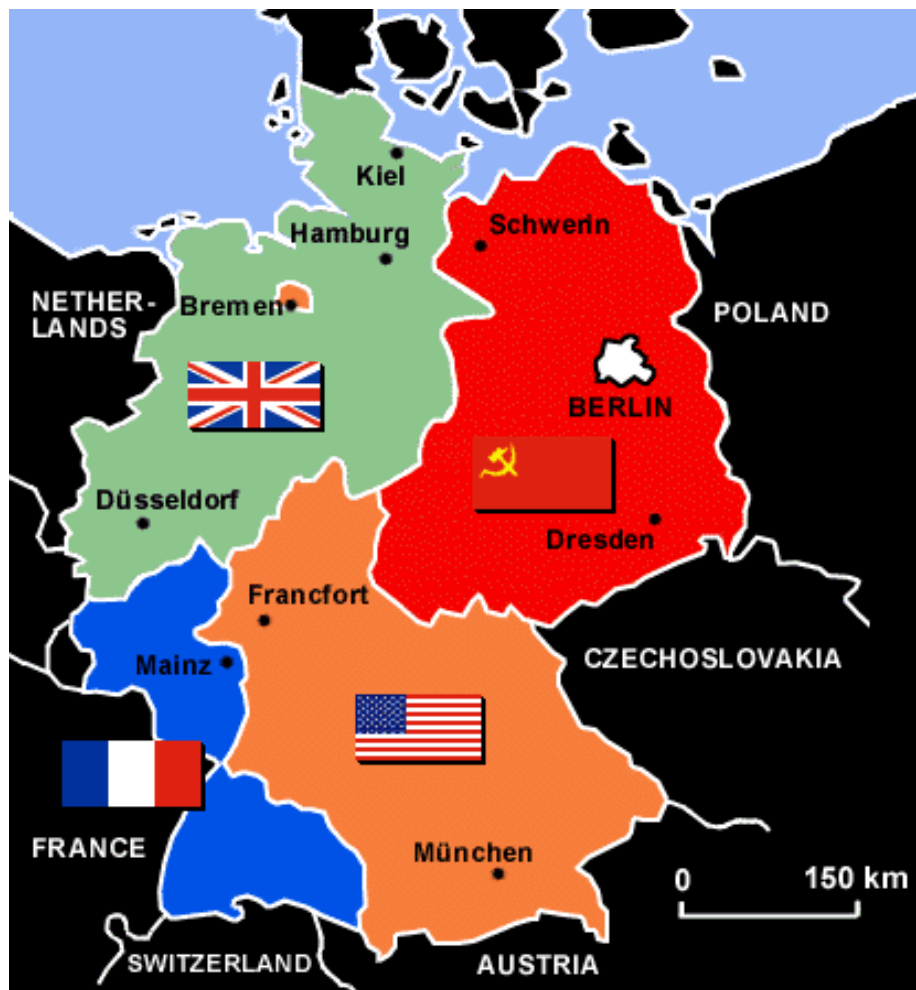 Kiel
Schwerin
Hamburg
NETHER-
LANDS
Bremen
POLAND
BERLIN
Düsseldorf
Dresden
Francfort
Mainz
CZECHOSLOVAKIA
FRANCE
München
0 150 km
SWITZERLAND
AUSTRIA